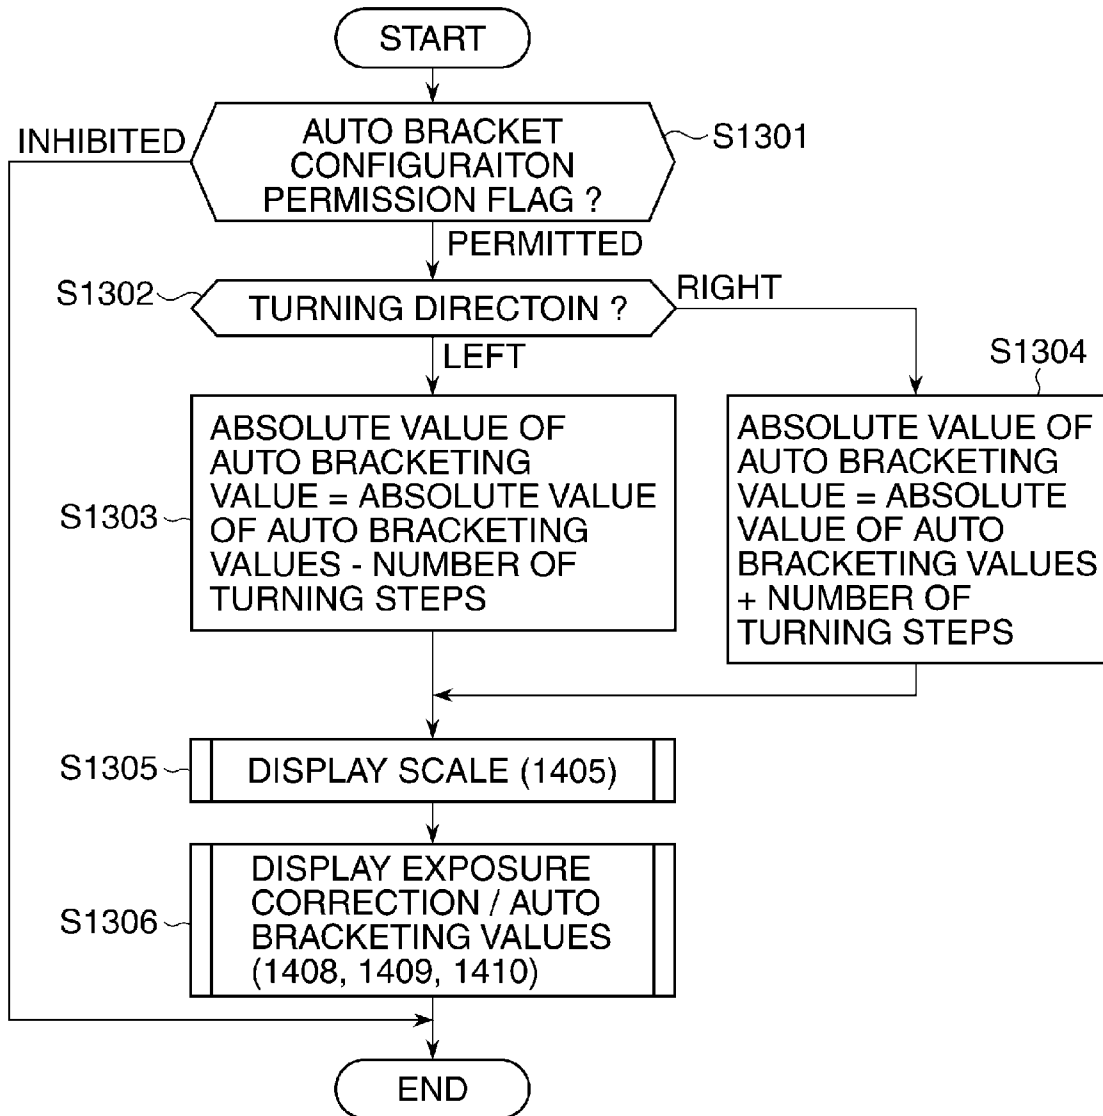 START
AUTO BRACKET
CONFIGURAITON
PERMISSION FLAG ?
S1301
INHIBITED
PERMITTED
S1302
TURNING DIRECTOIN ?
RIGHT
LEFT
S1304
S1303
ABSOLUTE VALUE OF
AUTO BRACKETING
VALUE = ABSOLUTE VALUE
OF AUTO BRACKETING
VALUES - NUMBER OF
TURNING STEPS
ABSOLUTE VALUE OF
AUTO BRACKETING
VALUE = ABSOLUTE
VALUE OF AUTO
BRACKETING VALUES
+ NUMBER OF
TURNING STEPS
S1305
DISPLAY SCALE (1405)
S1306
DISPLAY EXPOSURE
CORRECTION / AUTO
BRACKETING VALUES
(1408, 1409, 1410)
END